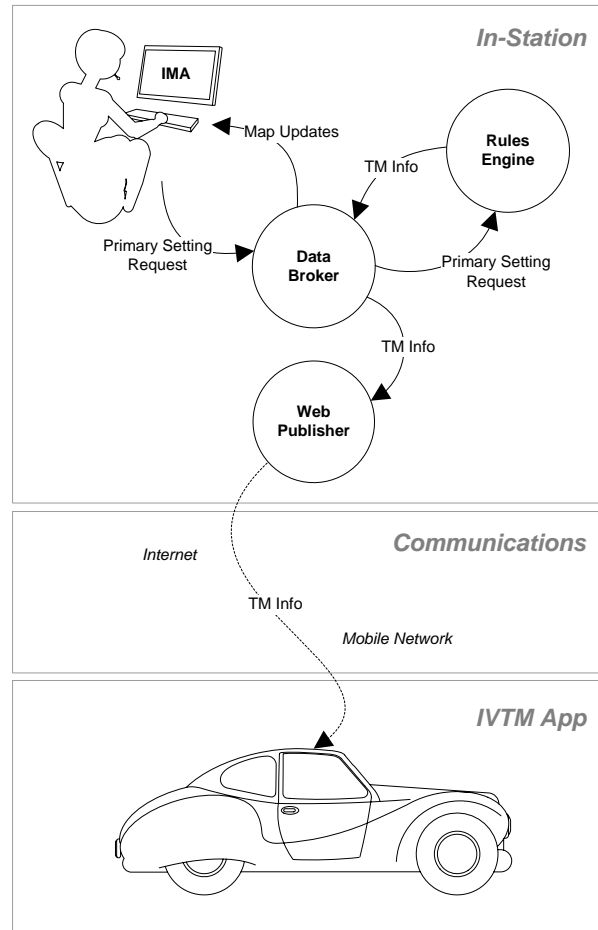 In-Station
IMA
Map Updates
Rules
Engine
TM Info
Primary Setting
Request
Data
Broker
Primary Setting
Request
TM Info
Web
Publisher
Communications
Internet
TM Info
Mobile Network
IVTM App